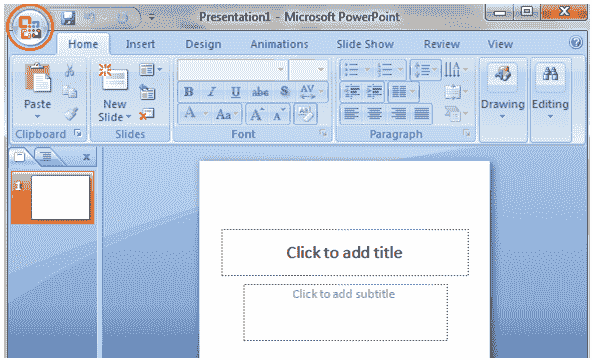 Presentation1 - Microsoft PowerPoint
Home Insert Design Animations Slide Show Review View
Paste New Slide B I U abc S AV A Aa A A Drawing Editing
Clipboard Slides Font Paragraph
1
Click to add title
Click to add subtitle